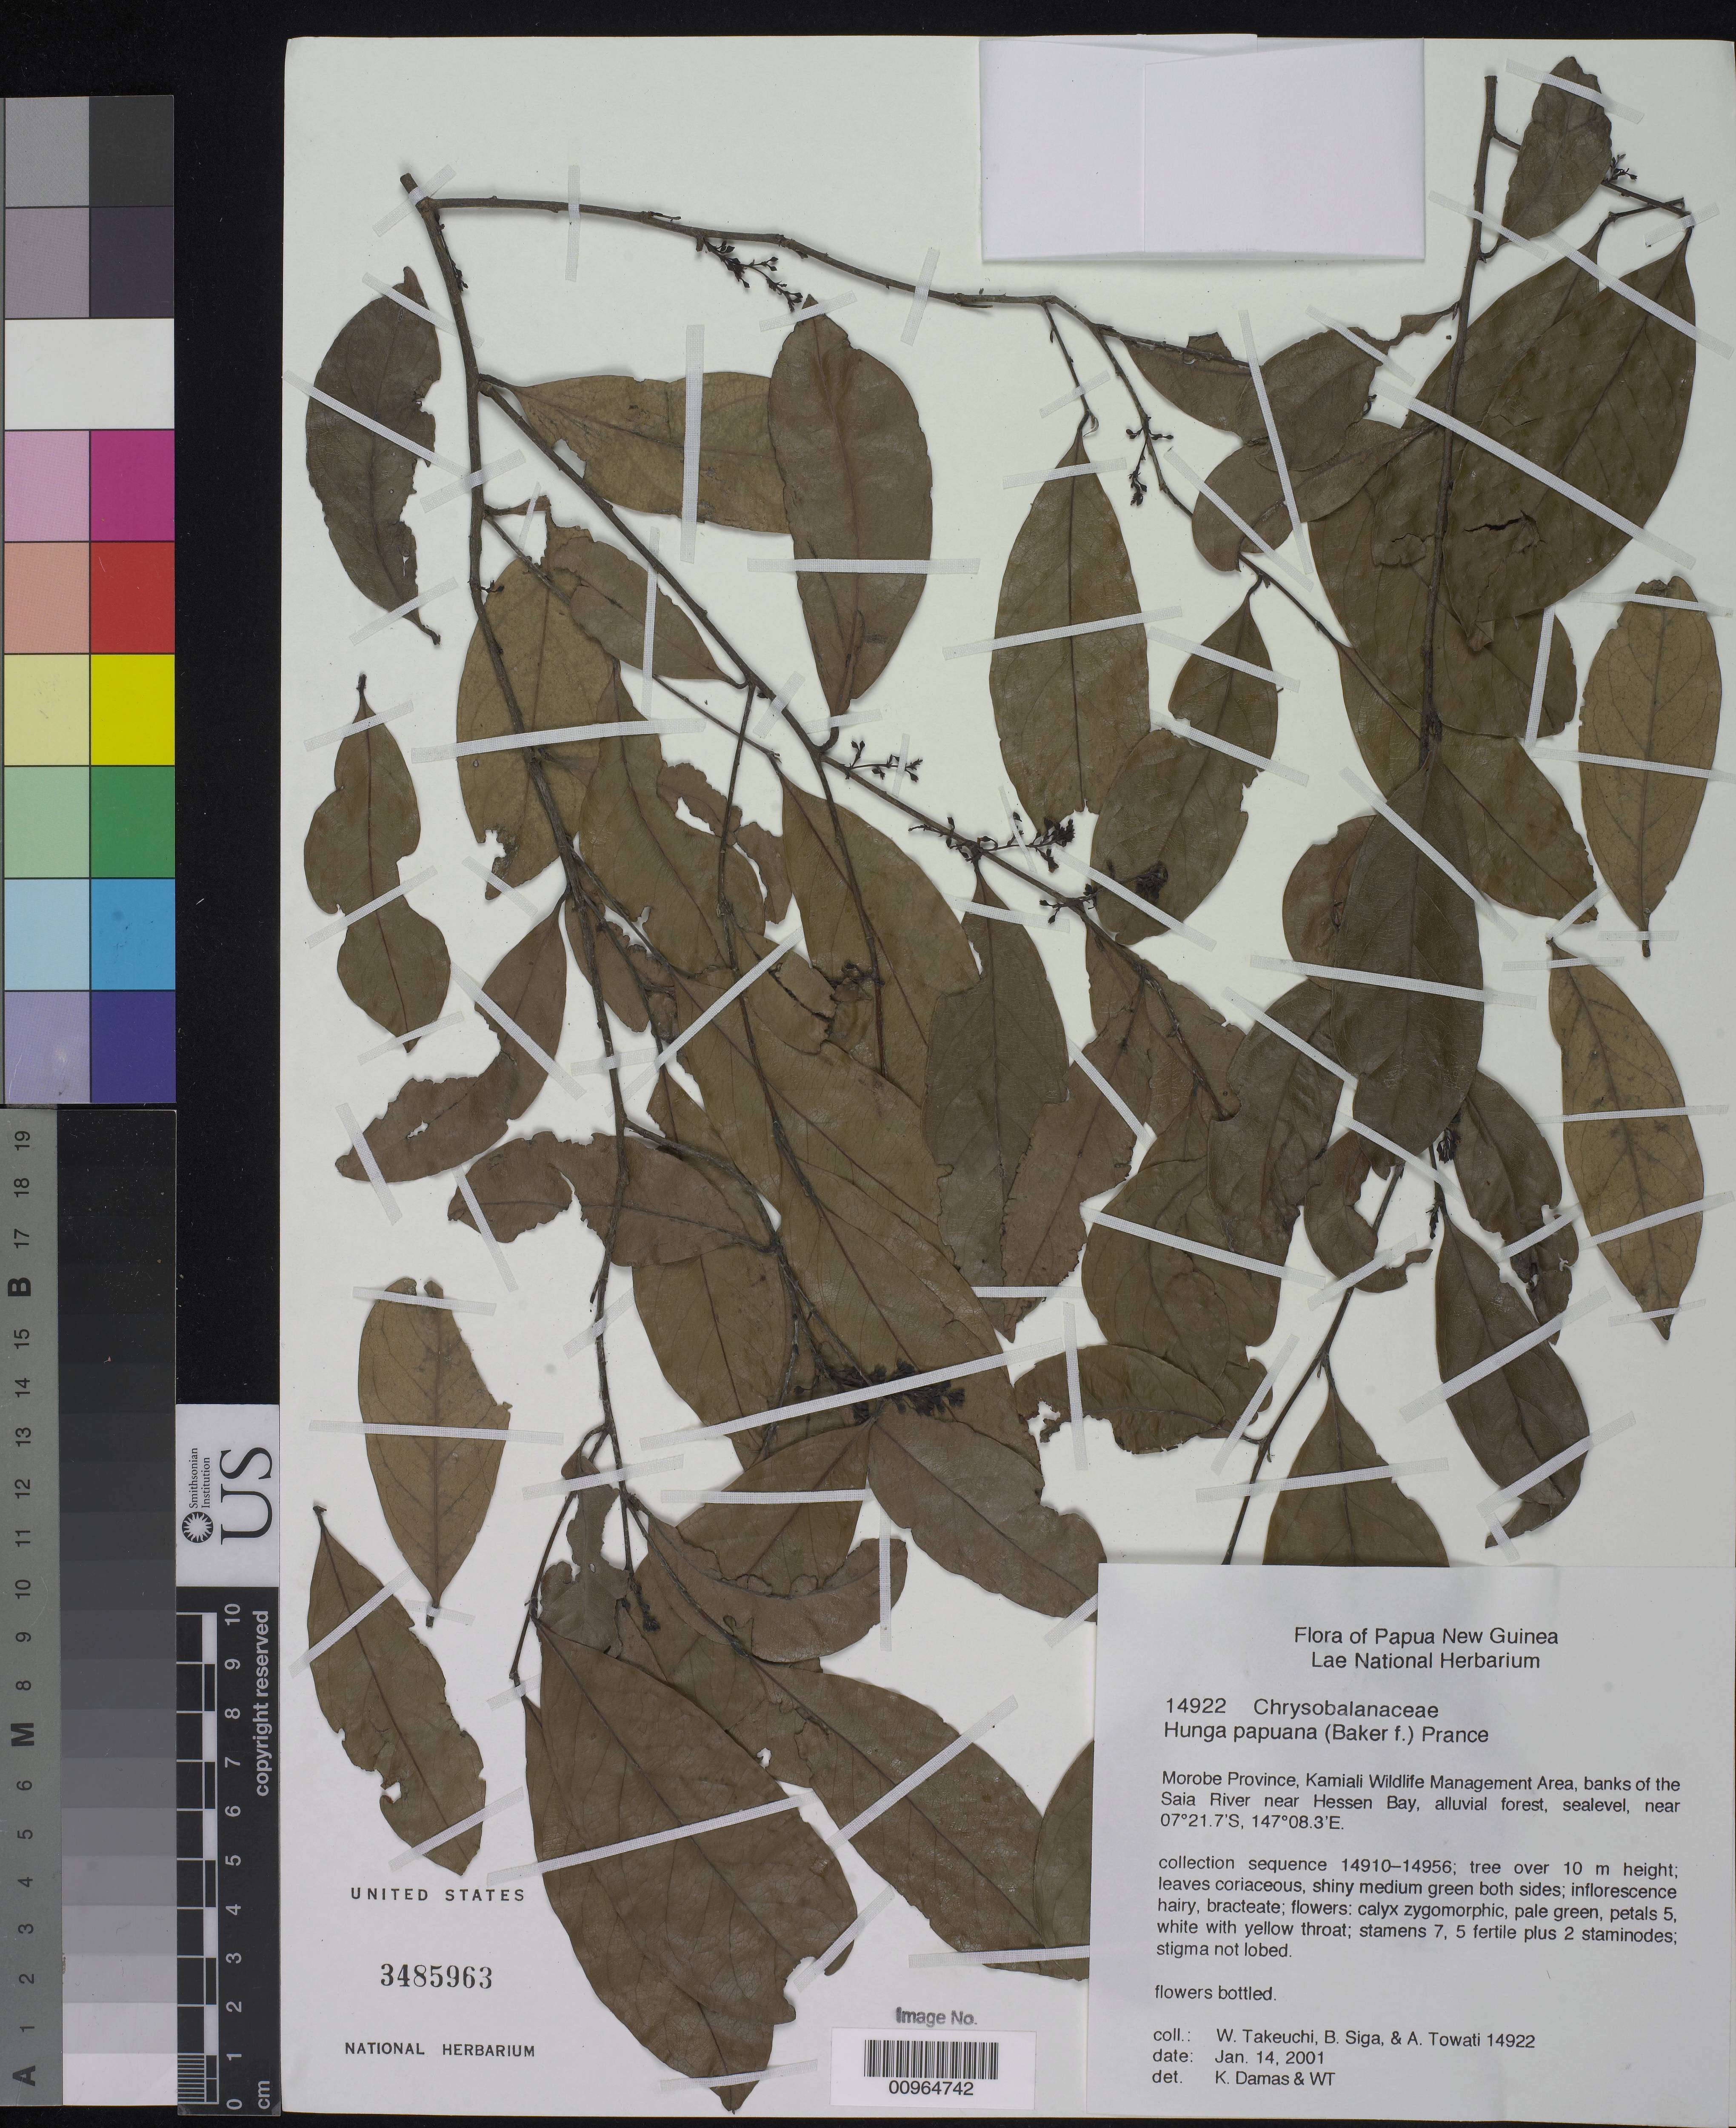 Flora of Papua New Guinea
Lae National Herbarium
14922 Chrysobalanaceae
Hunga papuana (Baker f.) Prance
Morobe Province, Kamiali Wildlife Management Area, banks of the
Saia River near Hessen Bay, alluvial forest, sealevel, near
07°21.7'S, 147°08.3'E.
collection sequence 14910–14956; tree over 10 m height;
leaves coriaceous, shiny medium green both sides; inflorescence
hairy, bracteate; flowers: calyx zygomorphic, pale green, petals 5,
white with yellow throat; stamens 7, 5 fertile plus 2 staminodes;
stigma not lobed.
flowers bottled.
coll.: W. Takeuchi, B. Siga, & A. Towati 14922
date: Jan. 14, 2001
det. K. Damas & WT
UNITED STATES
3485963
NATIONAL HERBARIUM
Image No.
00964742
Smithsonian
Institution
US
copyright reserved
0 1 2 3 4 5 6 7 8 9 10
cm
A 1 2 3 4 5 6 M 8 9 10 11 12 13 14 15 B 17 18 19